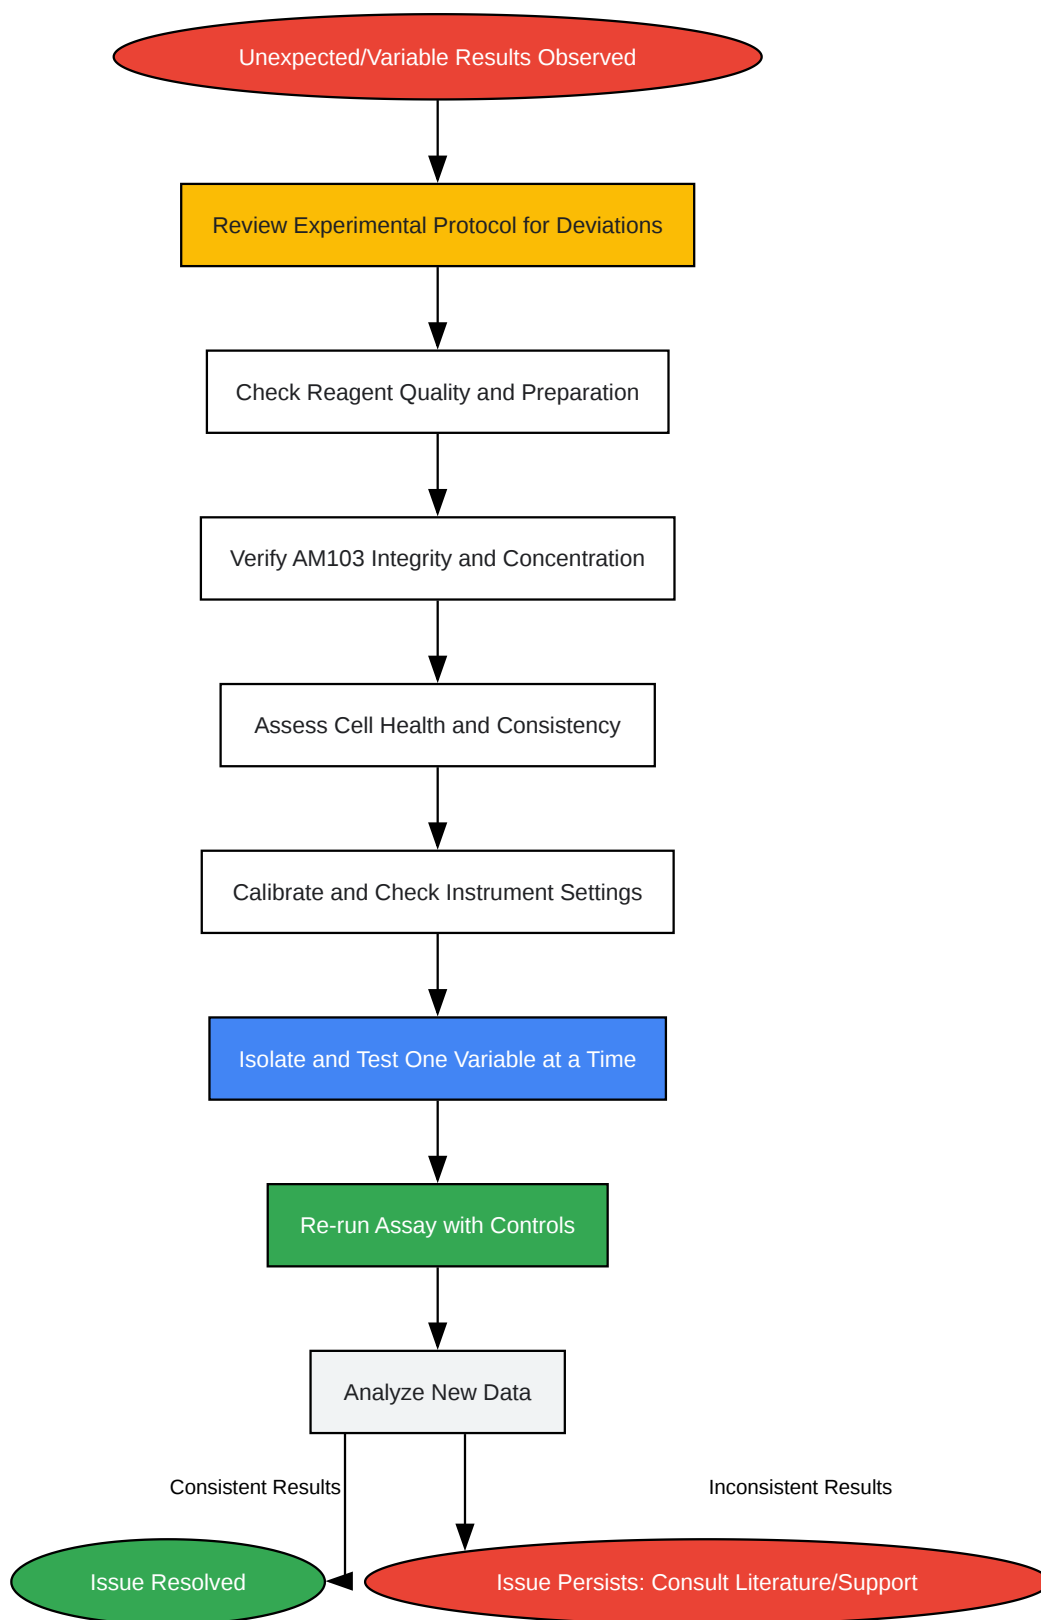 Unexpected/Variable Results Observed
Review Experimental Protocol for Deviations
Check Reagent Quality and Preparation
Verify AM103 Integrity and Concentration
Assess Cell Health and Consistency
Calibrate and Check Instrument Settings
Isolate and Test One Variable at a Time
Re-run Assay with Controls
Analyze New Data
Consistent Results
Inconsistent Results
Issue Resolved
Issue Persists: Consult Literature/Support